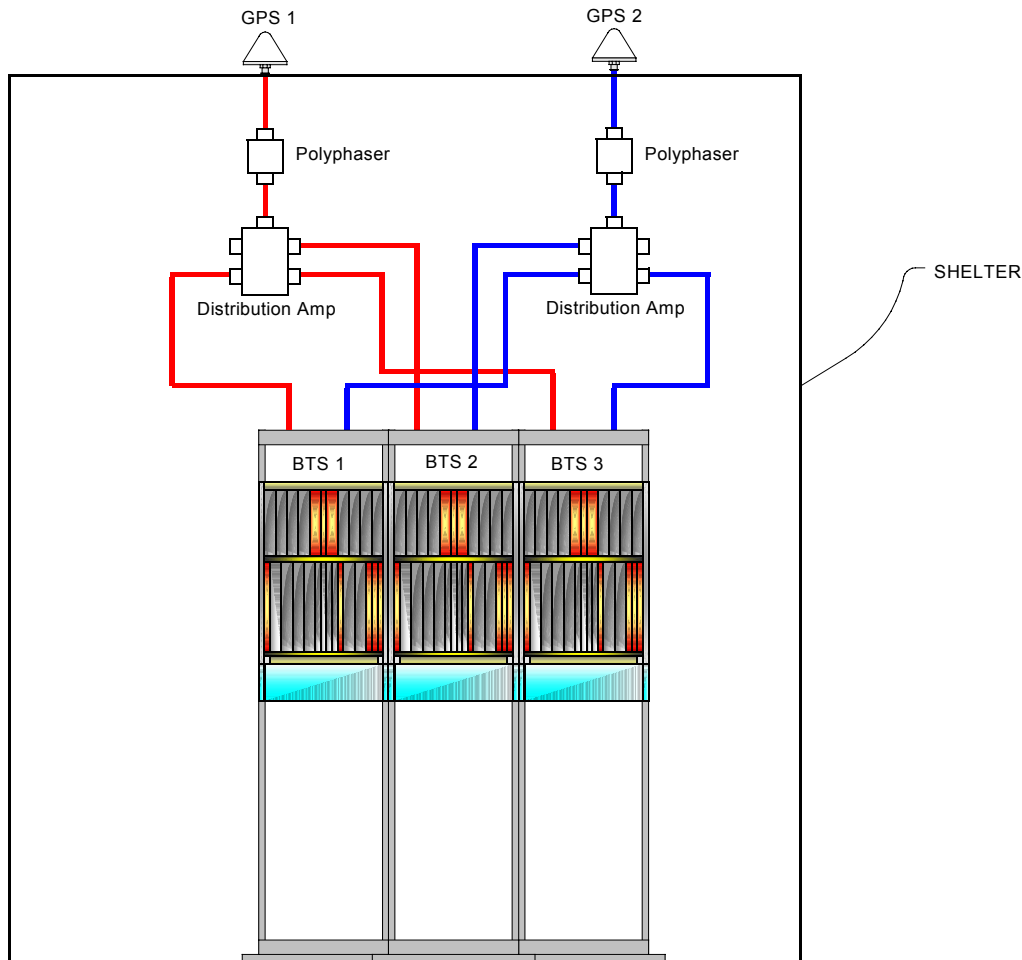 GPS 1
GPS 2
Polyphaser
Polyphaser
Distribution Amp
Distribution Amp
SHELTER
BTS 1
BTS 2
BTS 3